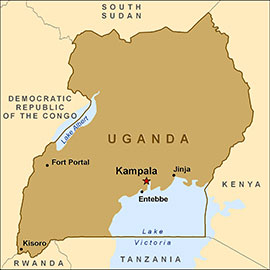 SOUTH
SUDAN
DEMOCRATIC
REPUBLIC
OF THE CONGO
Lake Albert
UGANDA
Fort Portal
Kampala
Jinja
Entebbe
KENYA
Kisoro
Lake
Victoria
RWANDA
TANZANIA